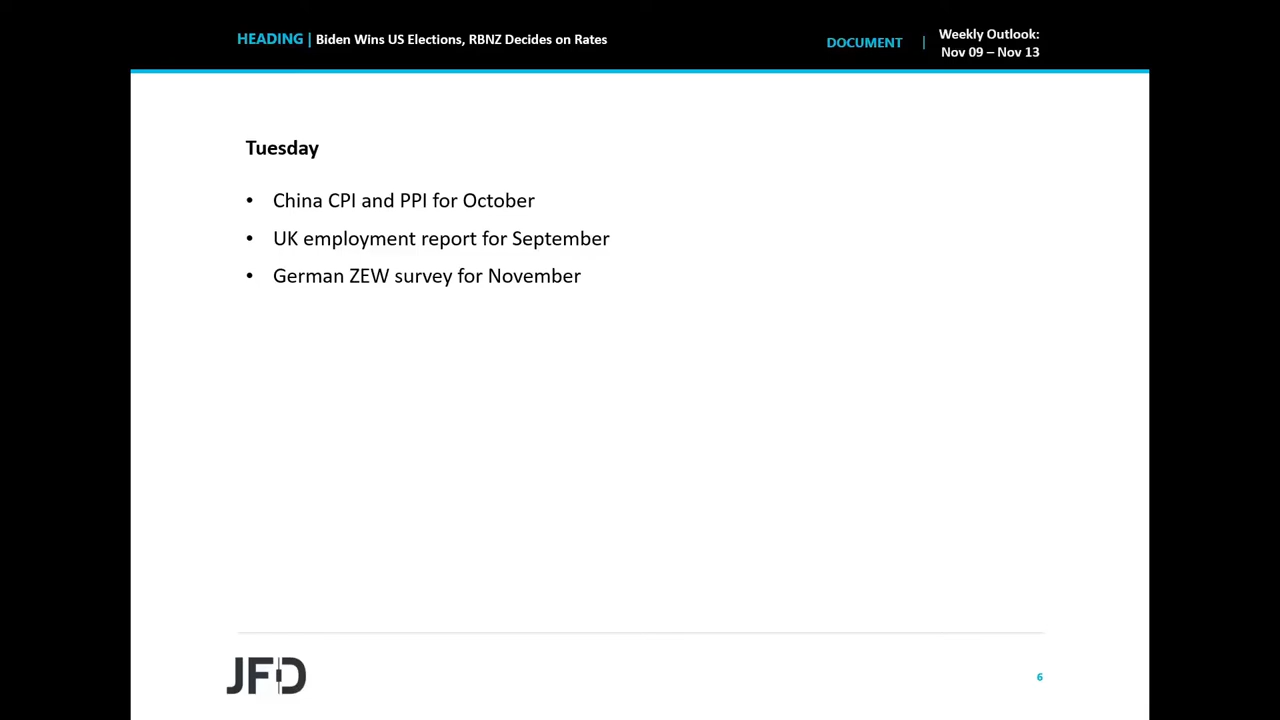 HEADING | Biden Wins US Elections, RBNZ Decides on Rates
DOCUMENT | Weekly Outlook:
Nov 09 – Nov 13
Tuesday
• China CPI and PPI for October
• UK employment report for September
• German ZEW survey for November
JFD
6